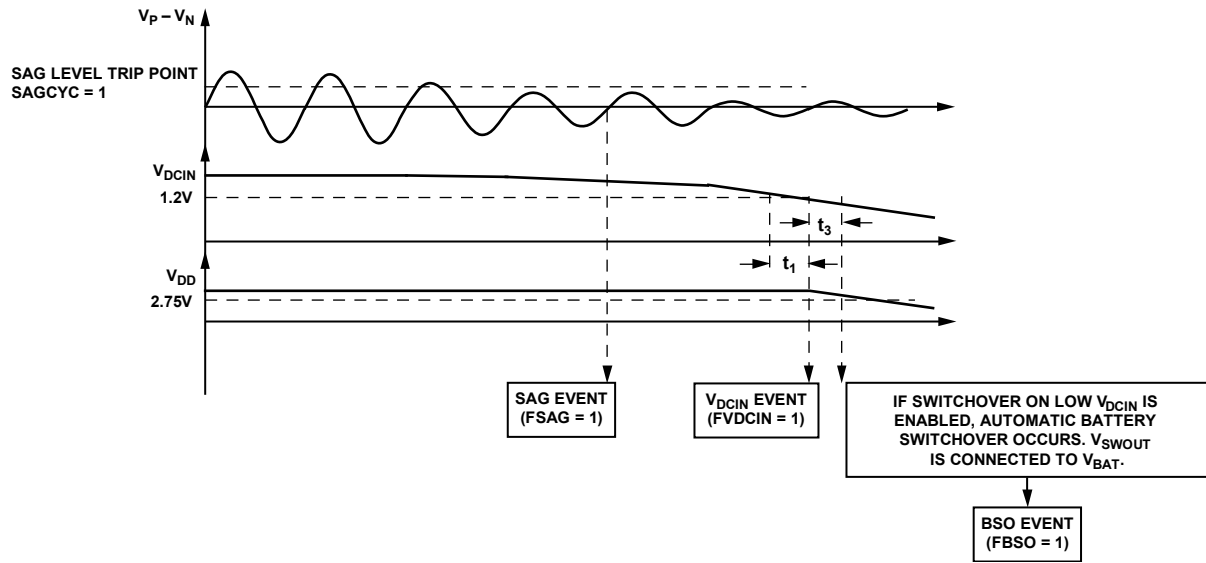 V_P – V_N
SAG LEVEL TRIP POINT
SAGCYC = 1
V_DCIN
1.2V
t_3
t_1
V_DD
2.75V
SAG EVENT
(FSAG = 1)
V_DCIN EVENT
(FVDCIN = 1)
IF SWITCHOVER ON LOW V_DCIN IS
ENABLED, AUTOMATIC BATTERY
SWITCHOVER OCCURS. V_SWOUT
IS CONNECTED TO V_BAT.
BSO EVENT
(FBSO = 1)